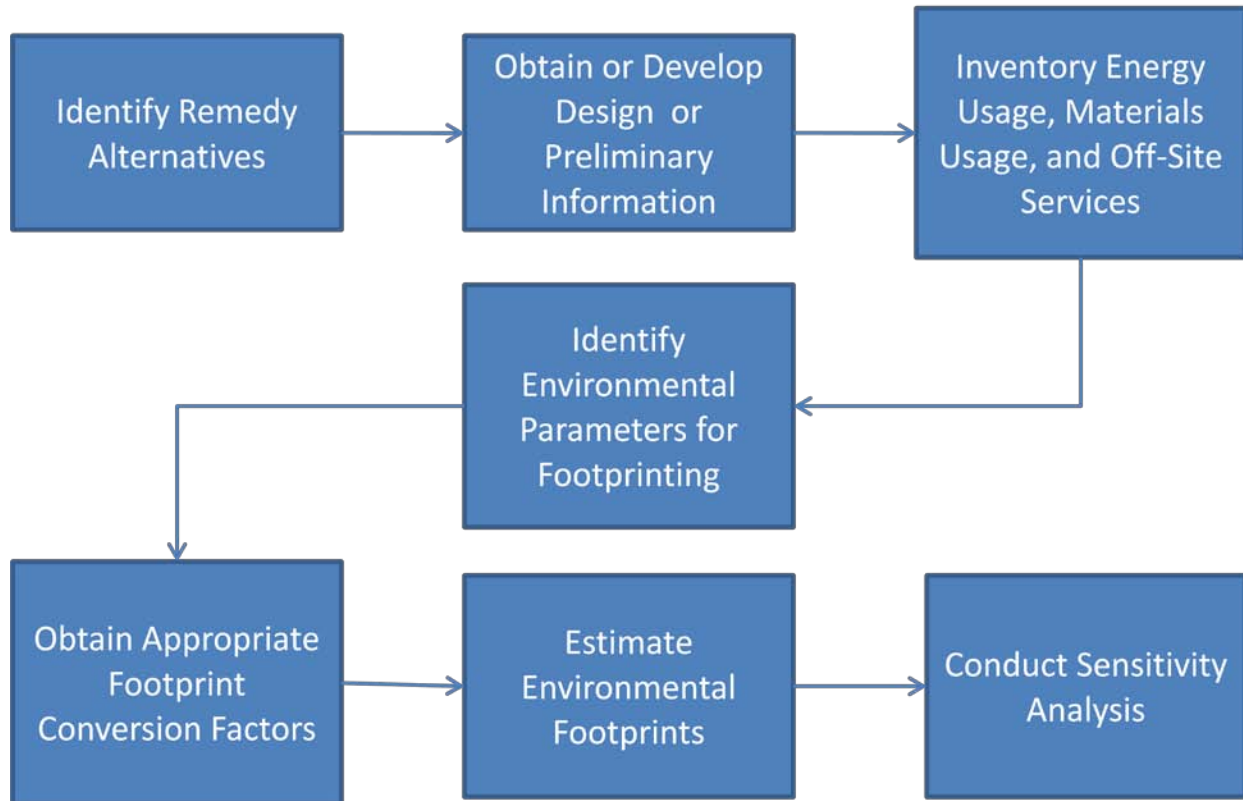 Identify Remedy
Alternatives
Obtain or Develop
Design or
Preliminary
Information
Inventory Energy
Usage, Materials
Usage, and Off-Site
Services
Identify
Environmental
Parameters for
Footprinting
Obtain Appropriate
Footprint
Conversion Factors
Estimate
Environmental
Footprints
Conduct Sensitivity
Analysis